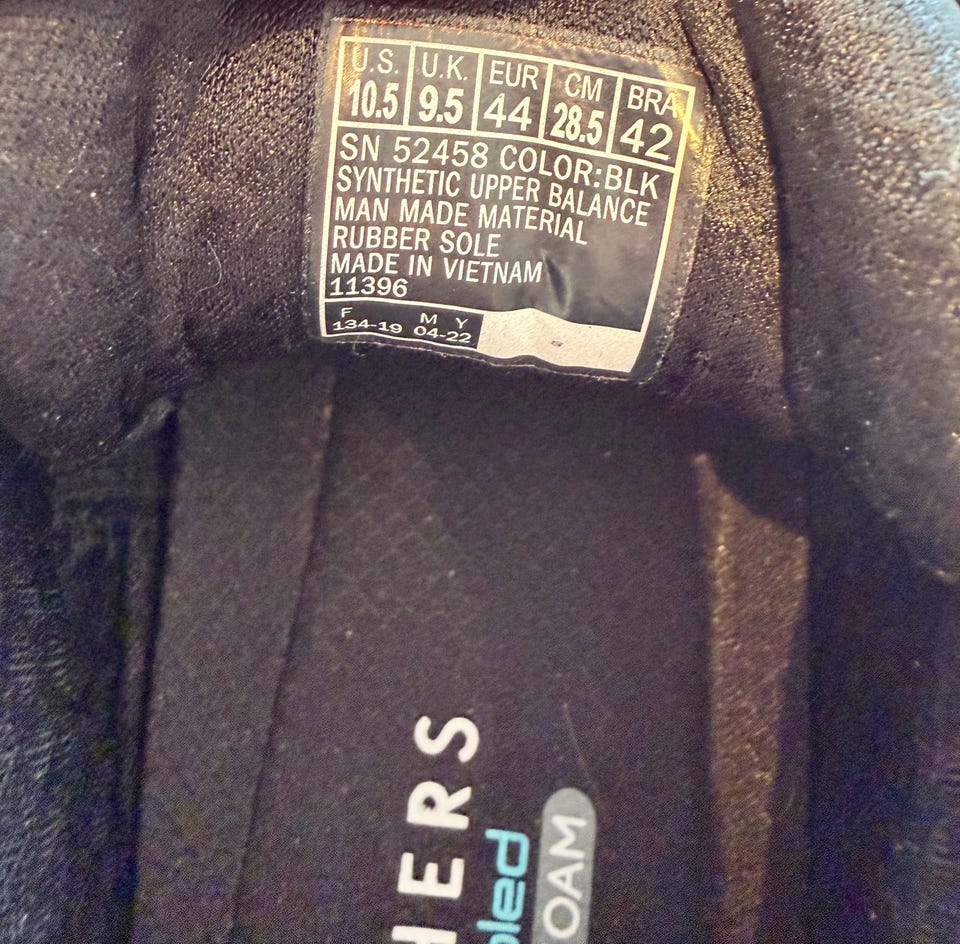 U.S. U.K. EUR CM BRA
10.5 9.5 44 28.5 42
SN 52458 COLOR:BLK
SYNTHETIC UPPER BALANCE
MAN MADE MATERIAL
RUBBER SOLE
MADE IN VIETNAM
11396
F M Y
134-19 04-22
HERS
oled
OAM